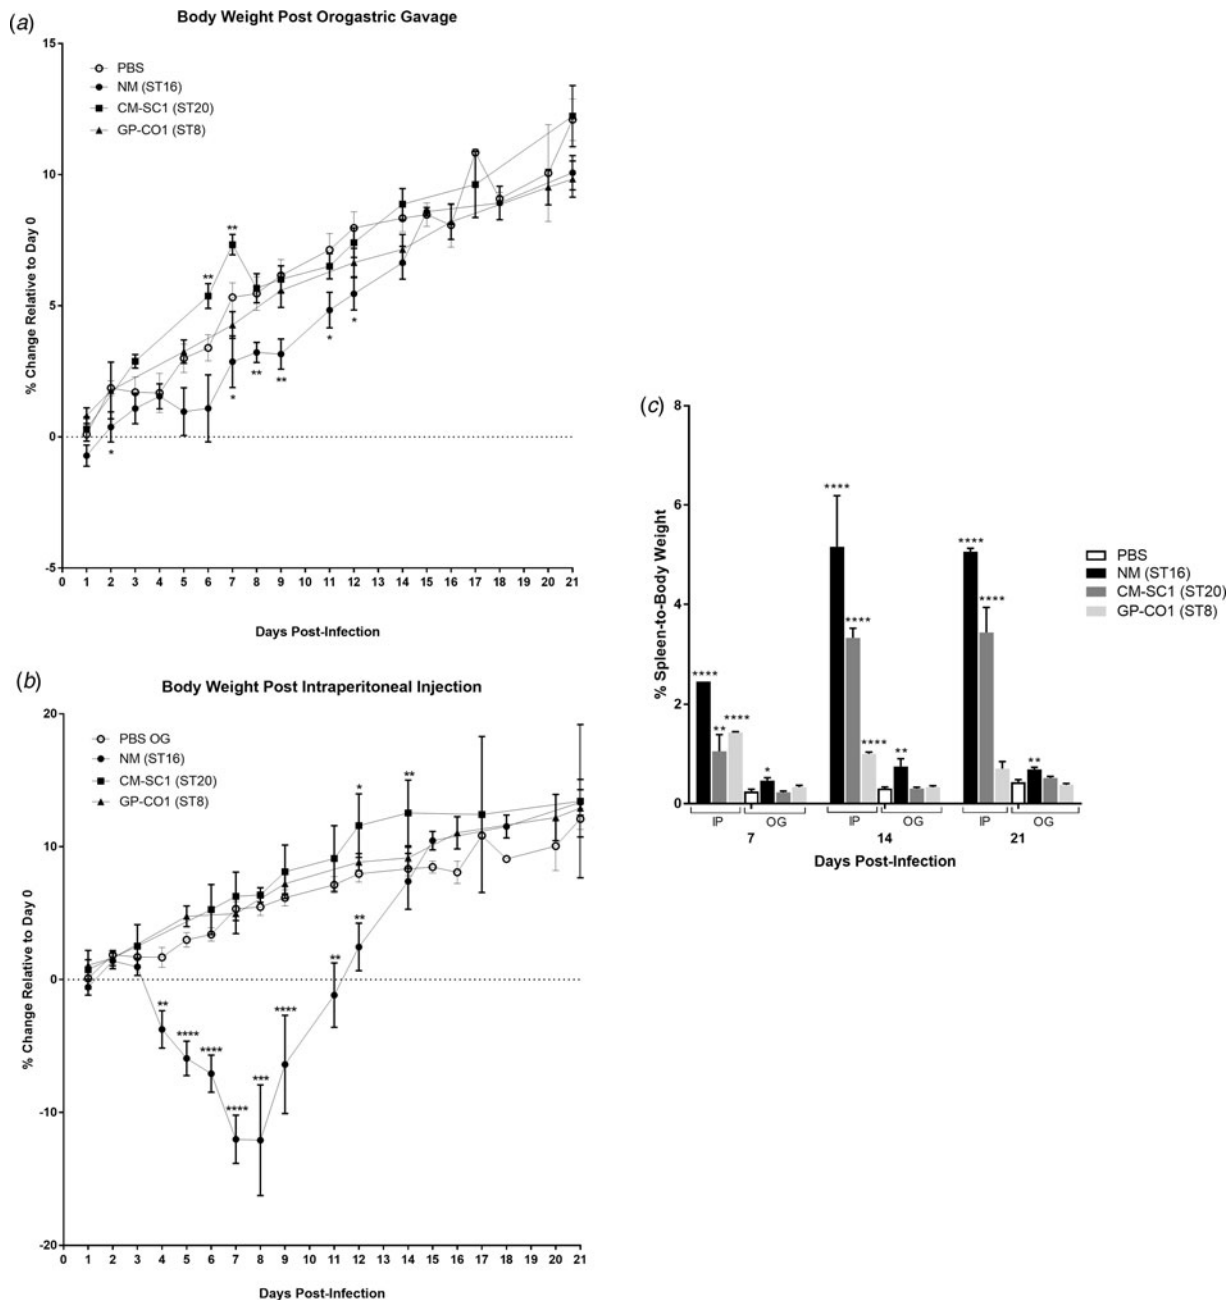 (a)
Body Weight Post Orogastric Gavage
15
10
5
0
-5
% Change Relative to Day 0
PBS
NM (ST16)
CM-SC1 (ST20)
GP-CO1 (ST8)
**
**
*
*
**
**
*
*
0 1 2 3 4 5 6 7 8 9 10 11 12 13 14 15 16 17 18 19 20 21
Days Post-Infection
(b)
Body Weight Post Intraperitoneal Injection
20
10
0
-10
-20
% Change Relative to Day 0
PBS OG
NM (ST16)
CM-SC1 (ST20)
GP-CO1 (ST8)
*
**
**
**
**
****
****
****
****
***
0 1 2 3 4 5 6 7 8 9 10 11 12 13 14 15 16 17 18 19 20 21
Days Post-Infection
(c)
8
6
4
2
0
% Spleen-to-Body Weight
****
**
****
*
****
****
****
**
****
****
**
PBS
NM (ST16)
CM-SC1 (ST20)
GP-CO1 (ST8)
IP OG IP OG IP OG
7 14 21
Days Post-Infection